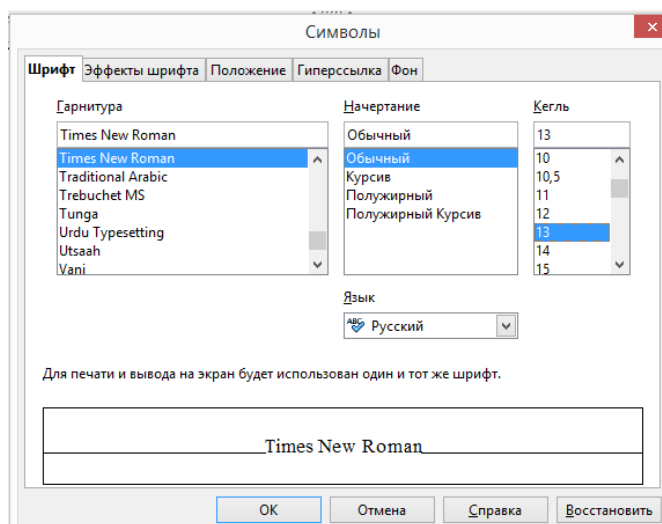 Символы
Шрифт Эффекты шрифта Положение Гиперссылка Фон
Гарнитура Начертание Кегль
Times New Roman Обычный 13
Times New Roman Обычный 10
Traditional Arabic Курсив 10,5
Trebuchet MS Полужирный 11
Tunga Полужирный Курсив 12
Urdu Typesetting 13
Utsaah 14
Vani 15
Язык
ABC Русский
Для печати и вывода на экран будет использован один и тот же шрифт.
Times New Roman
OK Отмена Справка Восстановить